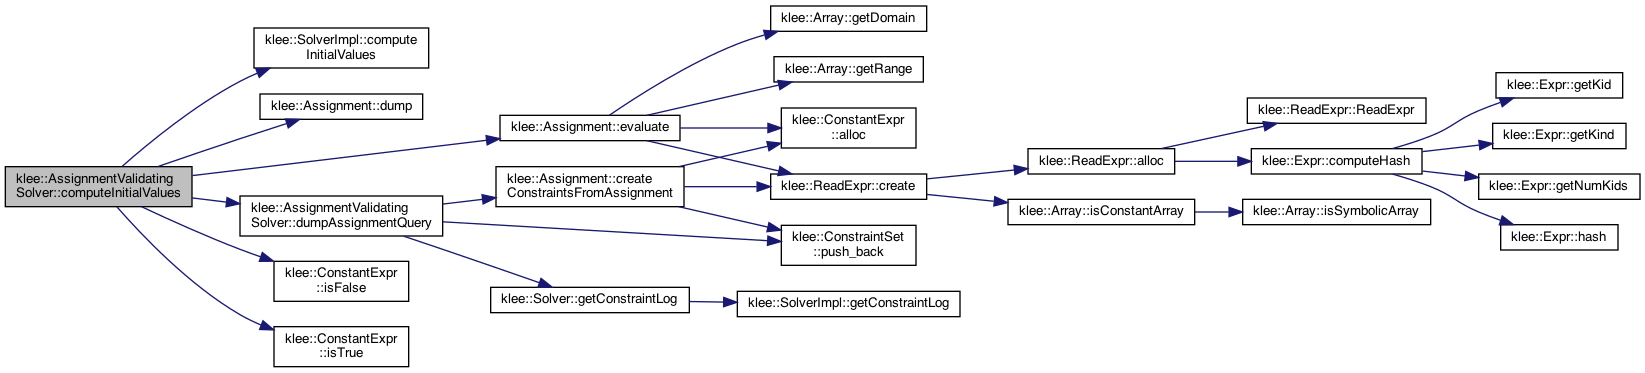 klee::AssignmentValidating
Solver::computeInitialValues
klee::SolverImpl::compute
InitialValues
klee::Assignment::dump
klee::Assignment::evaluate
klee::AssignmentValidating
Solver::dumpAssignmentQuery
klee::ConstantExpr
::isFalse
klee::ConstantExpr
::isTrue
klee::Assignment::create
ConstraintsFromAssignment
klee::Solver::getConstraintLog
klee::Array::getDomain
klee::Array::getRange
klee::ConstantExpr
::alloc
klee::ReadExpr::create
klee::ConstraintSet
::push_back
klee::SolverImpl::getConstraintLog
klee::ReadExpr::alloc
klee::Array::isConstantArray
klee::ReadExpr::ReadExpr
klee::Expr::computeHash
klee::Array::isSymbolicArray
klee::Expr::getKid
klee::Expr::getKind
klee::Expr::getNumKids
klee::Expr::hash